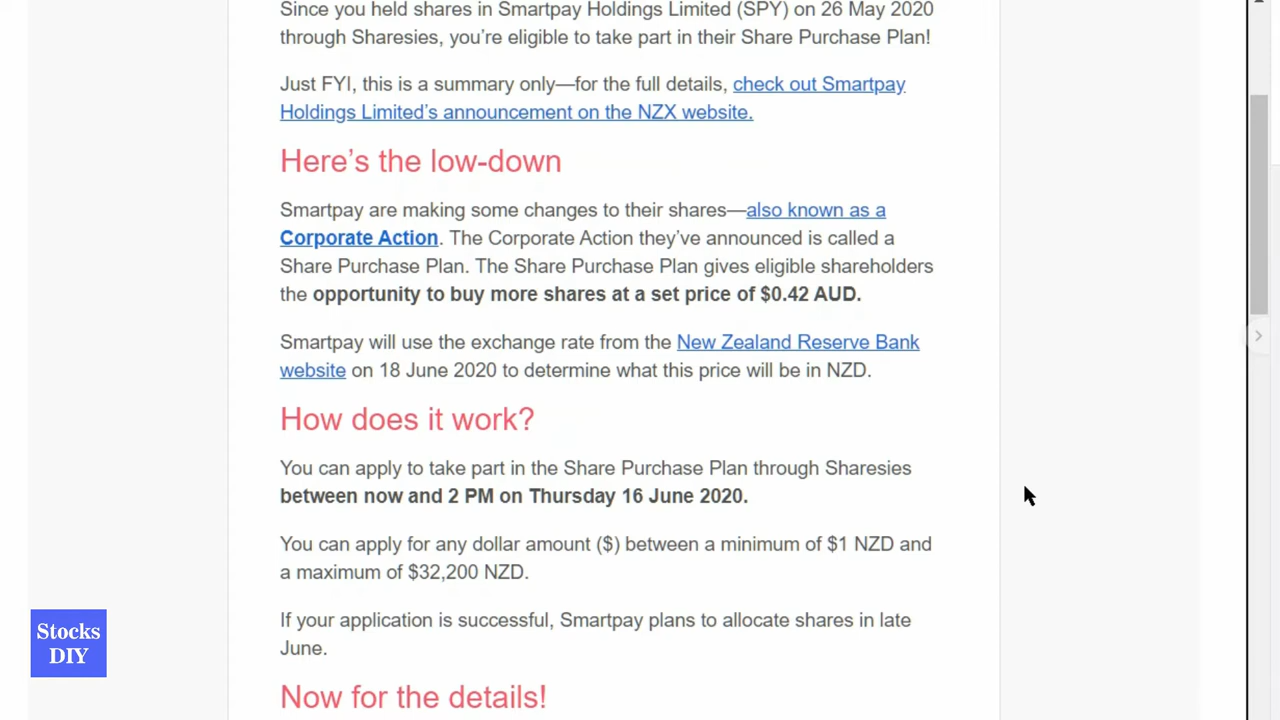 Since you held shares in Smartpay Holdings Limited (SPY) on 26 May 2020
through Sharesies, you’re eligible to take part in their Share Purchase Plan!
Just FYI, this is a summary only—for the full details, check out Smartpay
Holdings Limited’s announcement on the NZX website.
Here’s the low-down
Smartpay are making some changes to their shares—also known as a
Corporate Action. The Corporate Action they’ve announced is called a
Share Purchase Plan. The Share Purchase Plan gives eligible shareholders
the opportunity to buy more shares at a set price of $0.42 AUD.
Smartpay will use the exchange rate from the New Zealand Reserve Bank
website on 18 June 2020 to determine what this price will be in NZD.
How does it work?
You can apply to take part in the Share Purchase Plan through Sharesies
between now and 2 PM on Thursday 16 June 2020.
You can apply for any dollar amount ($) between a minimum of $1 NZD and
a maximum of $32,200 NZD.
If your application is successful, Smartpay plans to allocate shares in late
June.
Now for the details!
Stocks
DIY